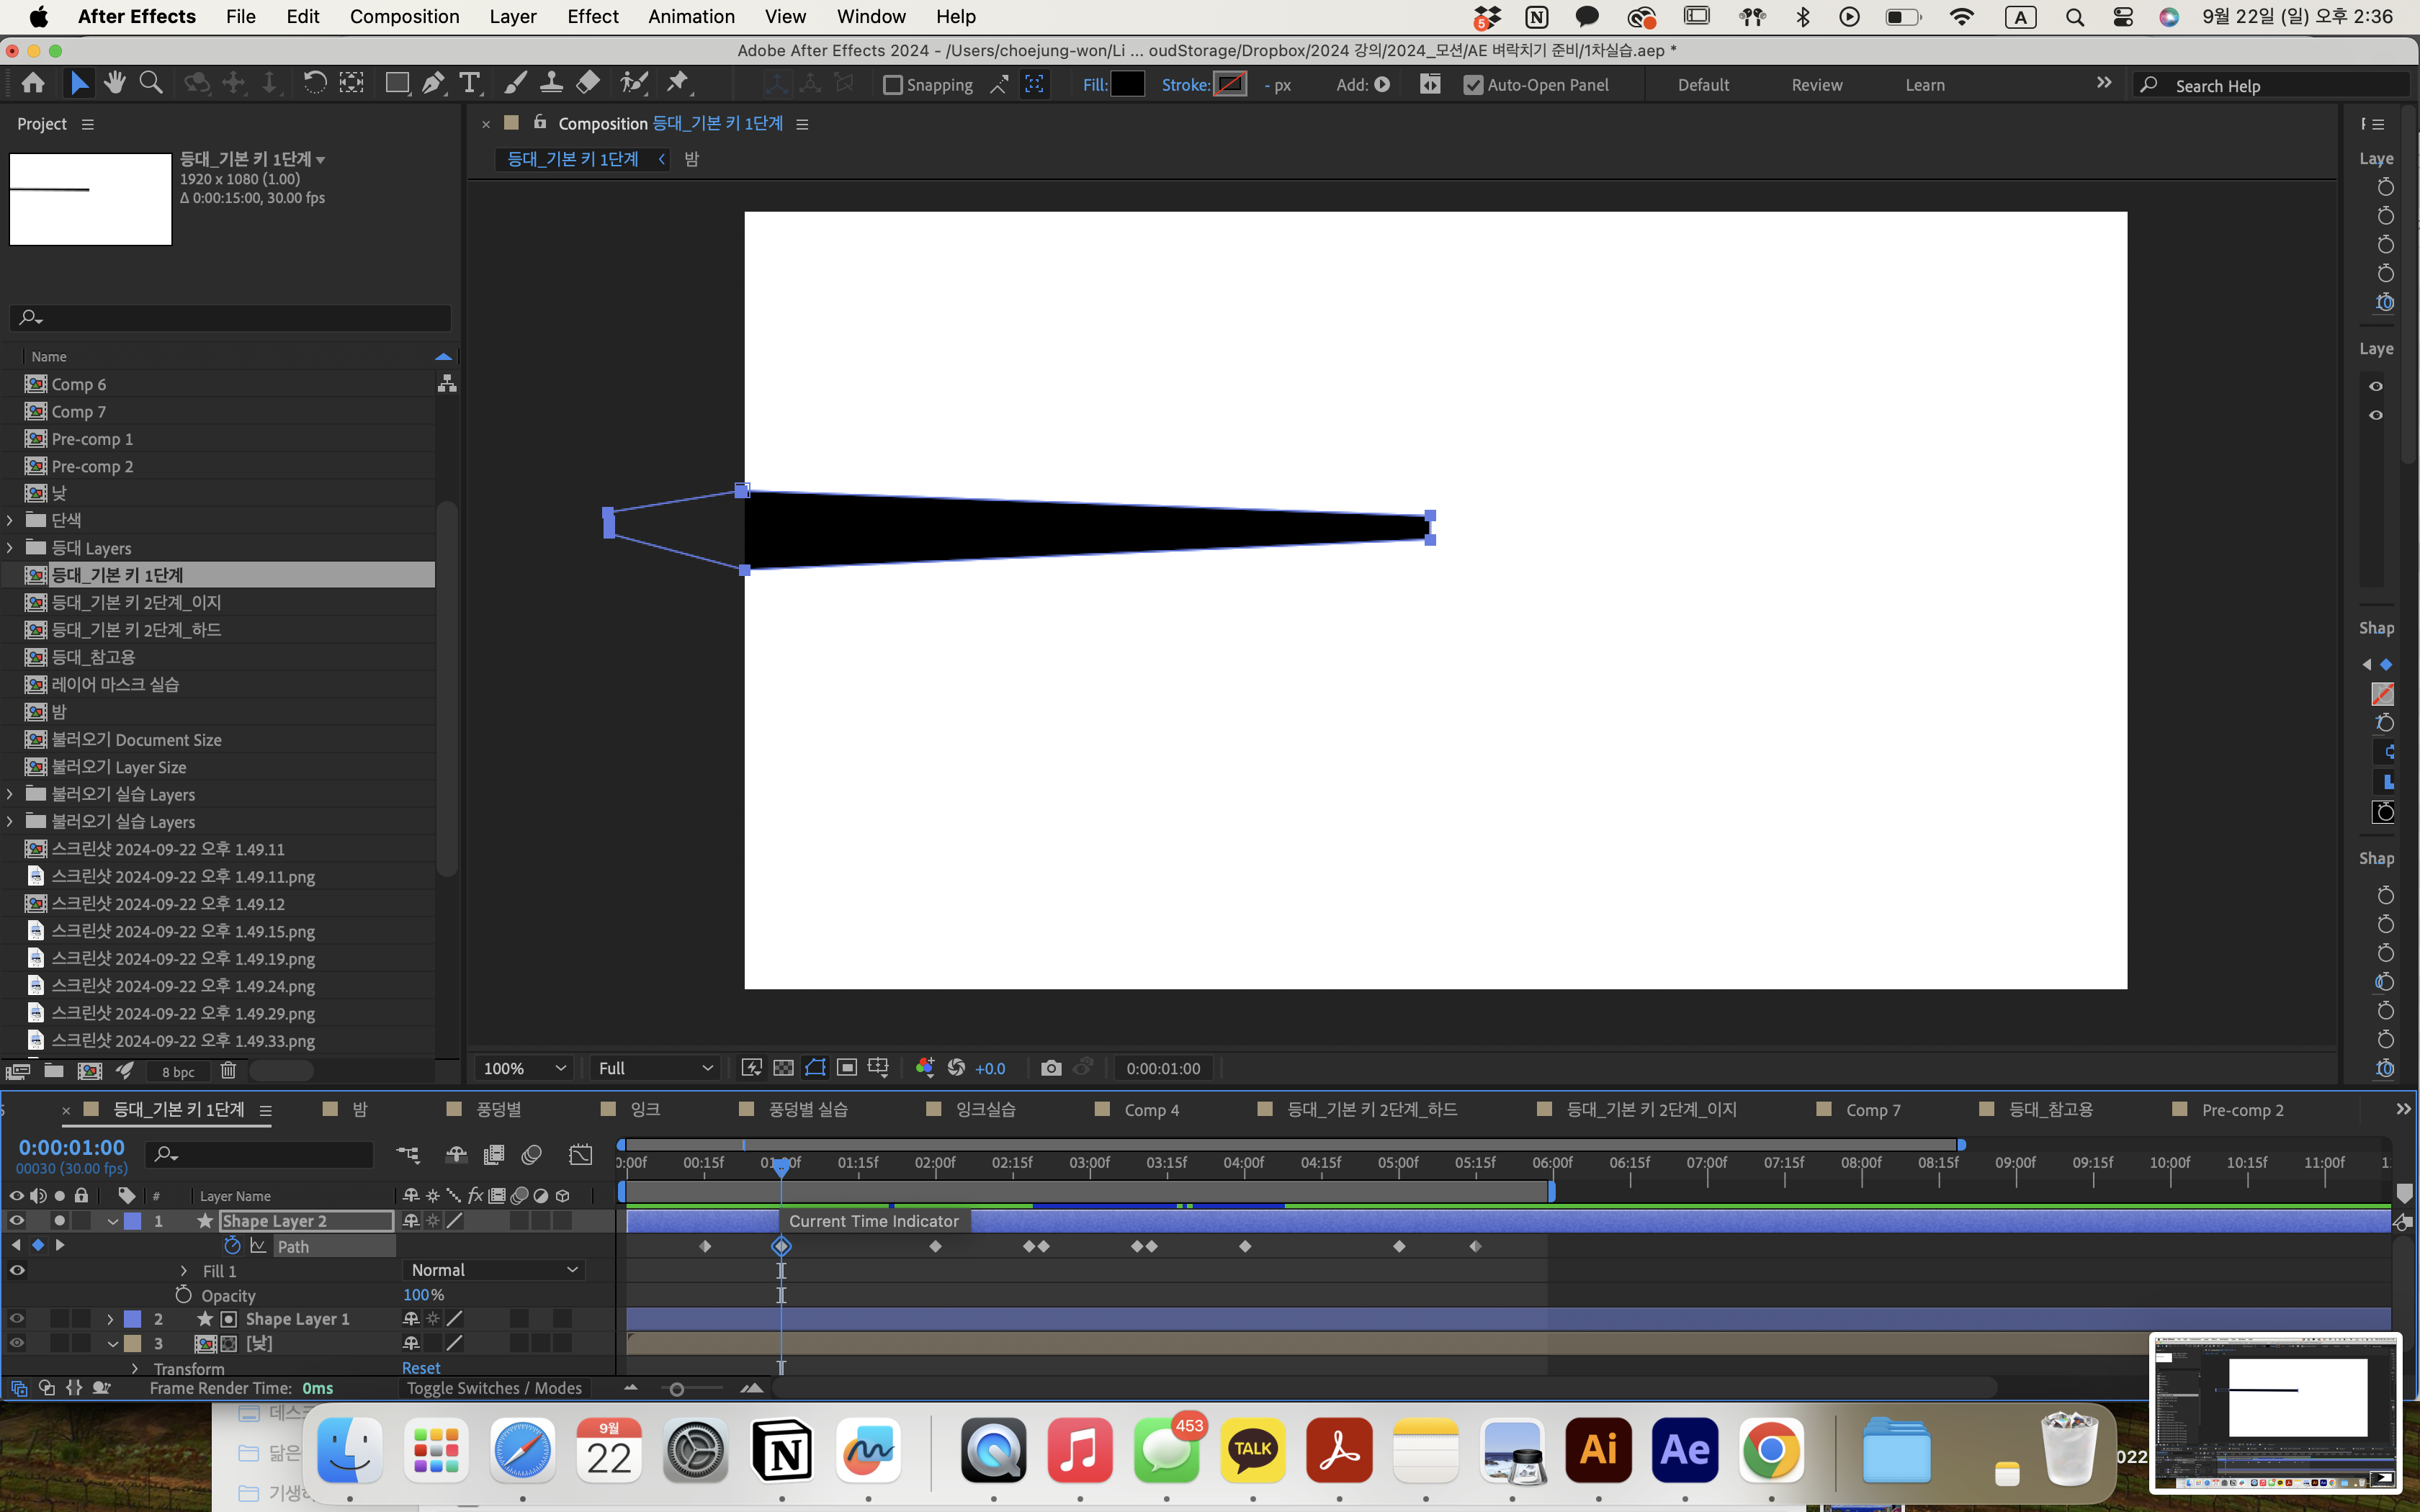 After Effects File Edit Composition Layer Effect Animation View Window Help 5 A 9월 22일 (일) 오후 2:36
Adobe After Effects 2024 - /Users/choejung-won/Li ... oudStorage/Dropbox/2024 강의/2024_모션/AE 벼락치기 준비/1차실습.aep *
Snapping Fill: Stroke: - px Add: Auto-Open Panel Default Review Learn Search Help
Project
Composition 등대_기본 키 1단계
등대_기본 키 1단계 밤
등대_기본 키 1단계
1920 x 1080 (1.00)
Δ 0:00:15:00, 30.00 fps
Laye
Laye
Shap
Shap
Name
Comp 6
Comp 7
Pre-comp 1
Pre-comp 2
낮
단색
등대 Layers
등대_기본 키 1단계
등대_기본 키 2단계_이지
등대_기본 키 2단계_하드
등대_참고용
레이어 마스크 실습
밤
불러오기 Document Size
불러오기 Layer Size
불러오기 실습 Layers
불러오기 실습 Layers
스크린샷 2024-09-22 오후 1.49.11
스크린샷 2024-09-22 오후 1.49.11.png
스크린샷 2024-09-22 오후 1.49.12
스크린샷 2024-09-22 오후 1.49.15.png
스크린샷 2024-09-22 오후 1.49.19.png
스크린샷 2024-09-22 오후 1.49.24.png
스크린샷 2024-09-22 오후 1.49.29.png
스크린샷 2024-09-22 오후 1.49.33.png
8 bpc
100% Full +0.0 0:00:01:00
등대_기본 키 1단계 밤 풍덩별 잉크 풍덩별 실습 잉크실습 Comp 4 등대_기본 키 2단계_하드 등대_기본 키 2단계_이지 Comp 7 등대_참고용 Pre-comp 2
0:00:01:00
00030 (30.00 fps)
0:00f 00:15f 01:00f 01:15f 02:00f 02:15f 03:00f 03:15f 04:00f 04:15f 05:00f 05:15f 06:00f 06:15f 07:00f 07:15f 08:00f 08:15f 09:00f 09:15f 10:00f 10:15f 11:00f
# Layer Name fx
1 Shape Layer 2
Current Time Indicator
Path
Fill 1 Normal
Opacity 100%
2 Shape Layer 1
3 [낮]
Transform Reset
Frame Render Time: 0ms Toggle Switches / Modes
닮은
9월
22
453
TALK
Ai
Ae